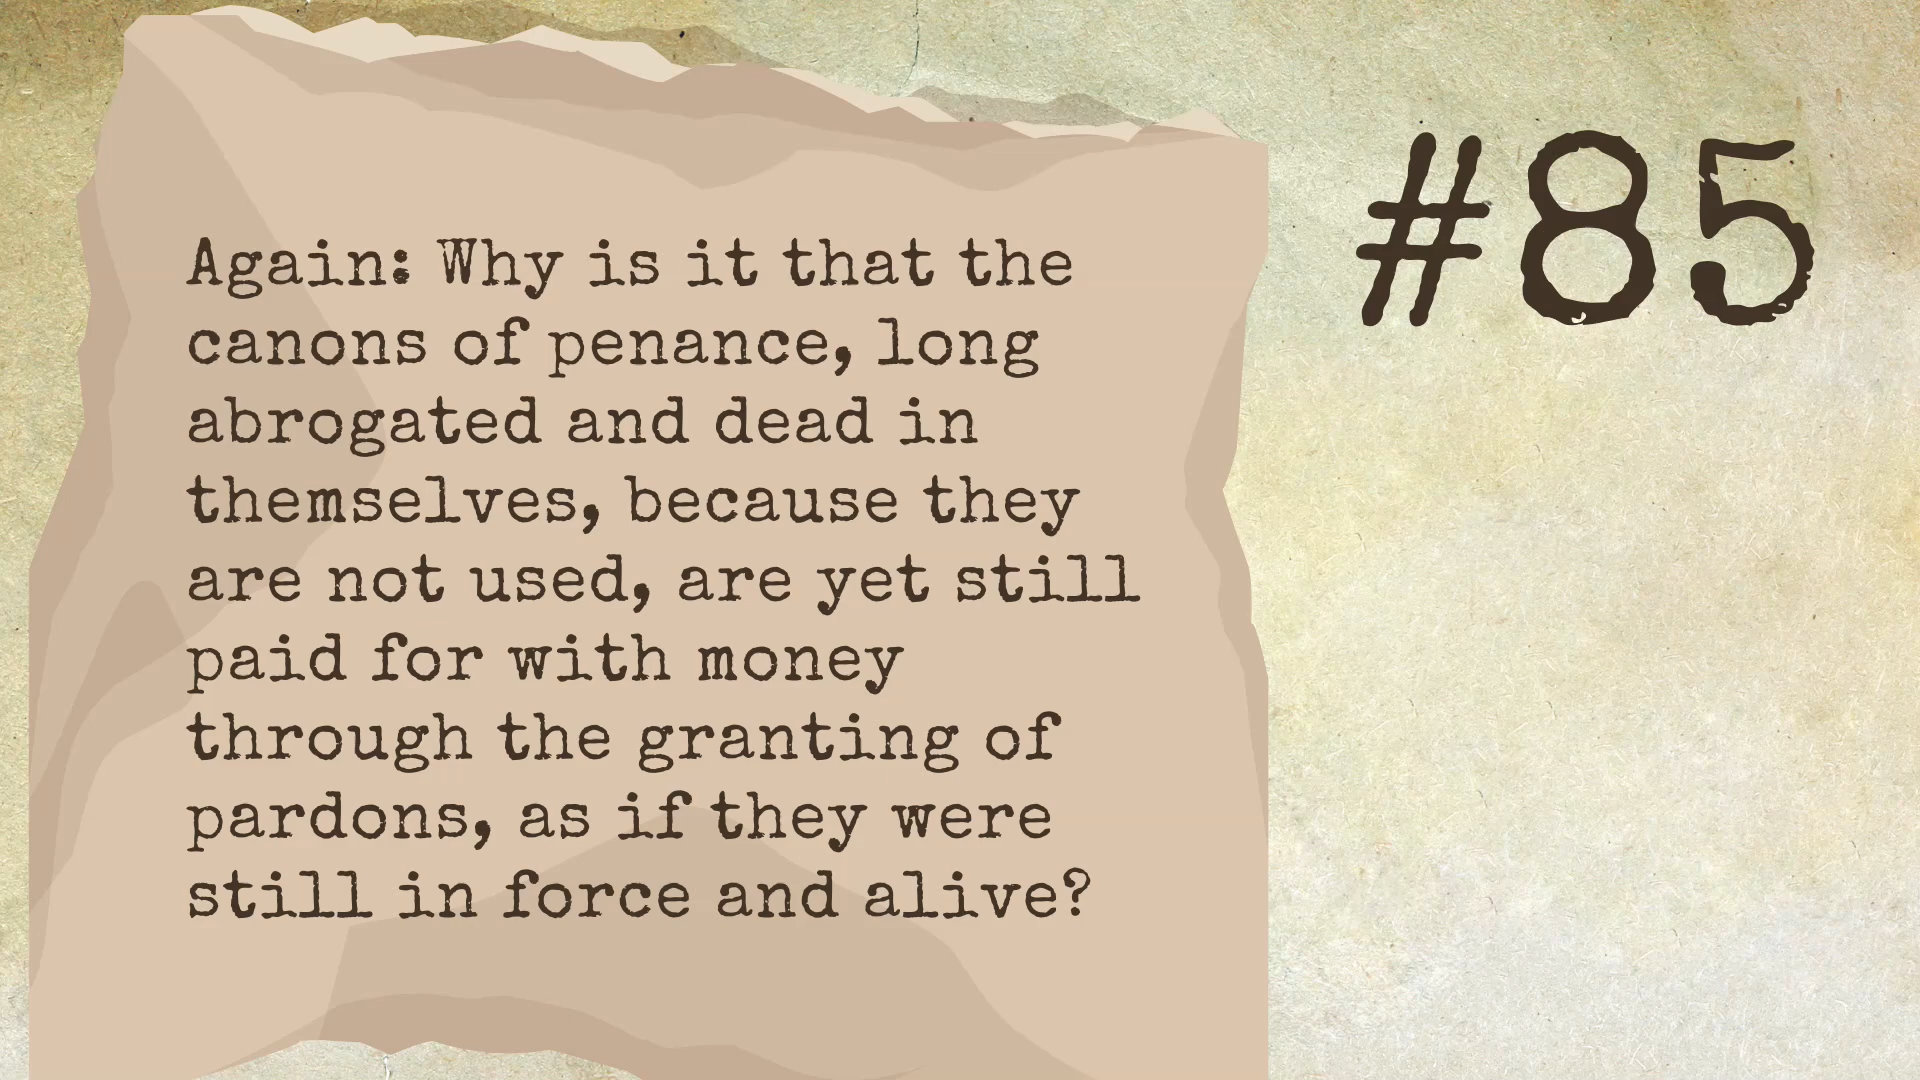 Again: Why is it that the
canons of penance, long
abrogated and dead in
themselves, because they
are not used, are yet still
paid for with money
through the granting of
pardons, as if they were
still in force and alive?
#85